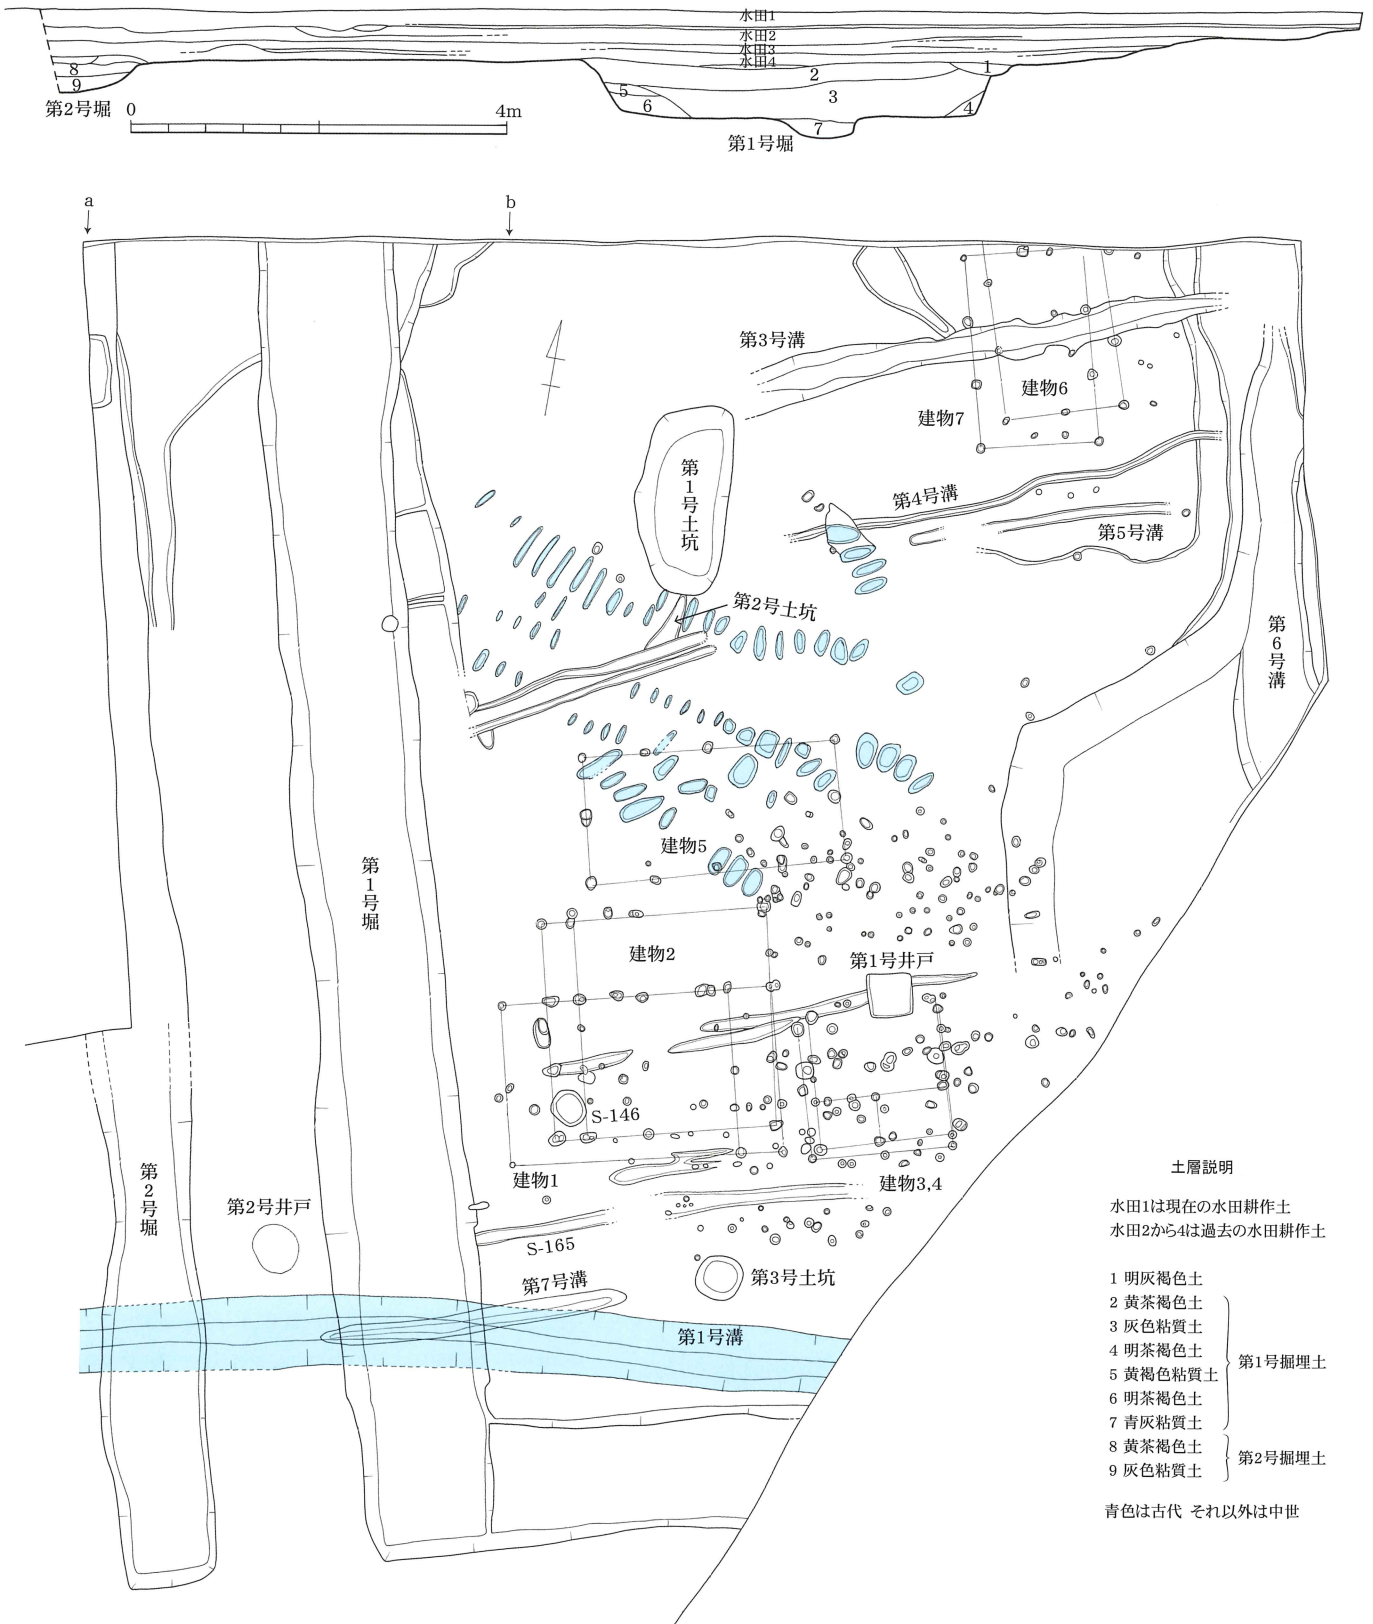 水田1
水田2
水田3
水田4
1
2
3
4
5
6
7
8
9
第2号堀
0
4m
第1号堀
a
b
第3号溝
建物6
建物7
第1号土坑
第4号溝
第5号溝
第2号土坑
第6号溝
建物5
第1号堀
建物2
第1号井戸
S-146
建物1
建物3,4
第2号堀
第2号井戸
S-165
第7号溝
第3号土坑
第1号溝
土層説明
水田1は現在の水田耕作土
水田2から4は過去の水田耕作土
1 明灰褐色土
2 黄茶褐色土
3 灰色粘質土
4 明茶褐色土
5 黄褐色粘質土
6 明茶褐色土
7 青灰粘質土
第1号掘埋土
8 黄茶褐色土
9 灰色粘質土
第2号掘埋土
青色は古代 それ以外は中世